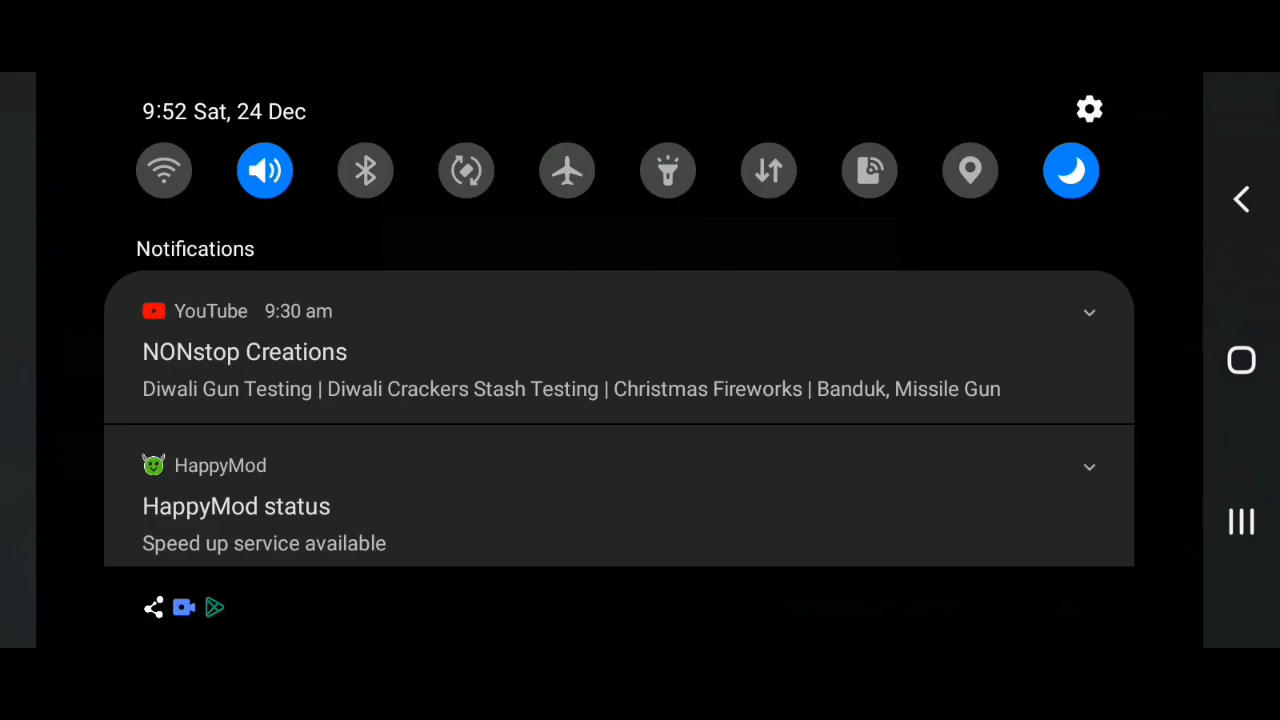 9:52 Sat, 24 Dec
Notifications
YouTube 9:30 am
NONstop Creations
Diwali Gun Testing | Diwali Crackers Stash Testing | Christmas Fireworks | Banduk, Missile Gun
HappyMod
HappyMod status
Speed up service available